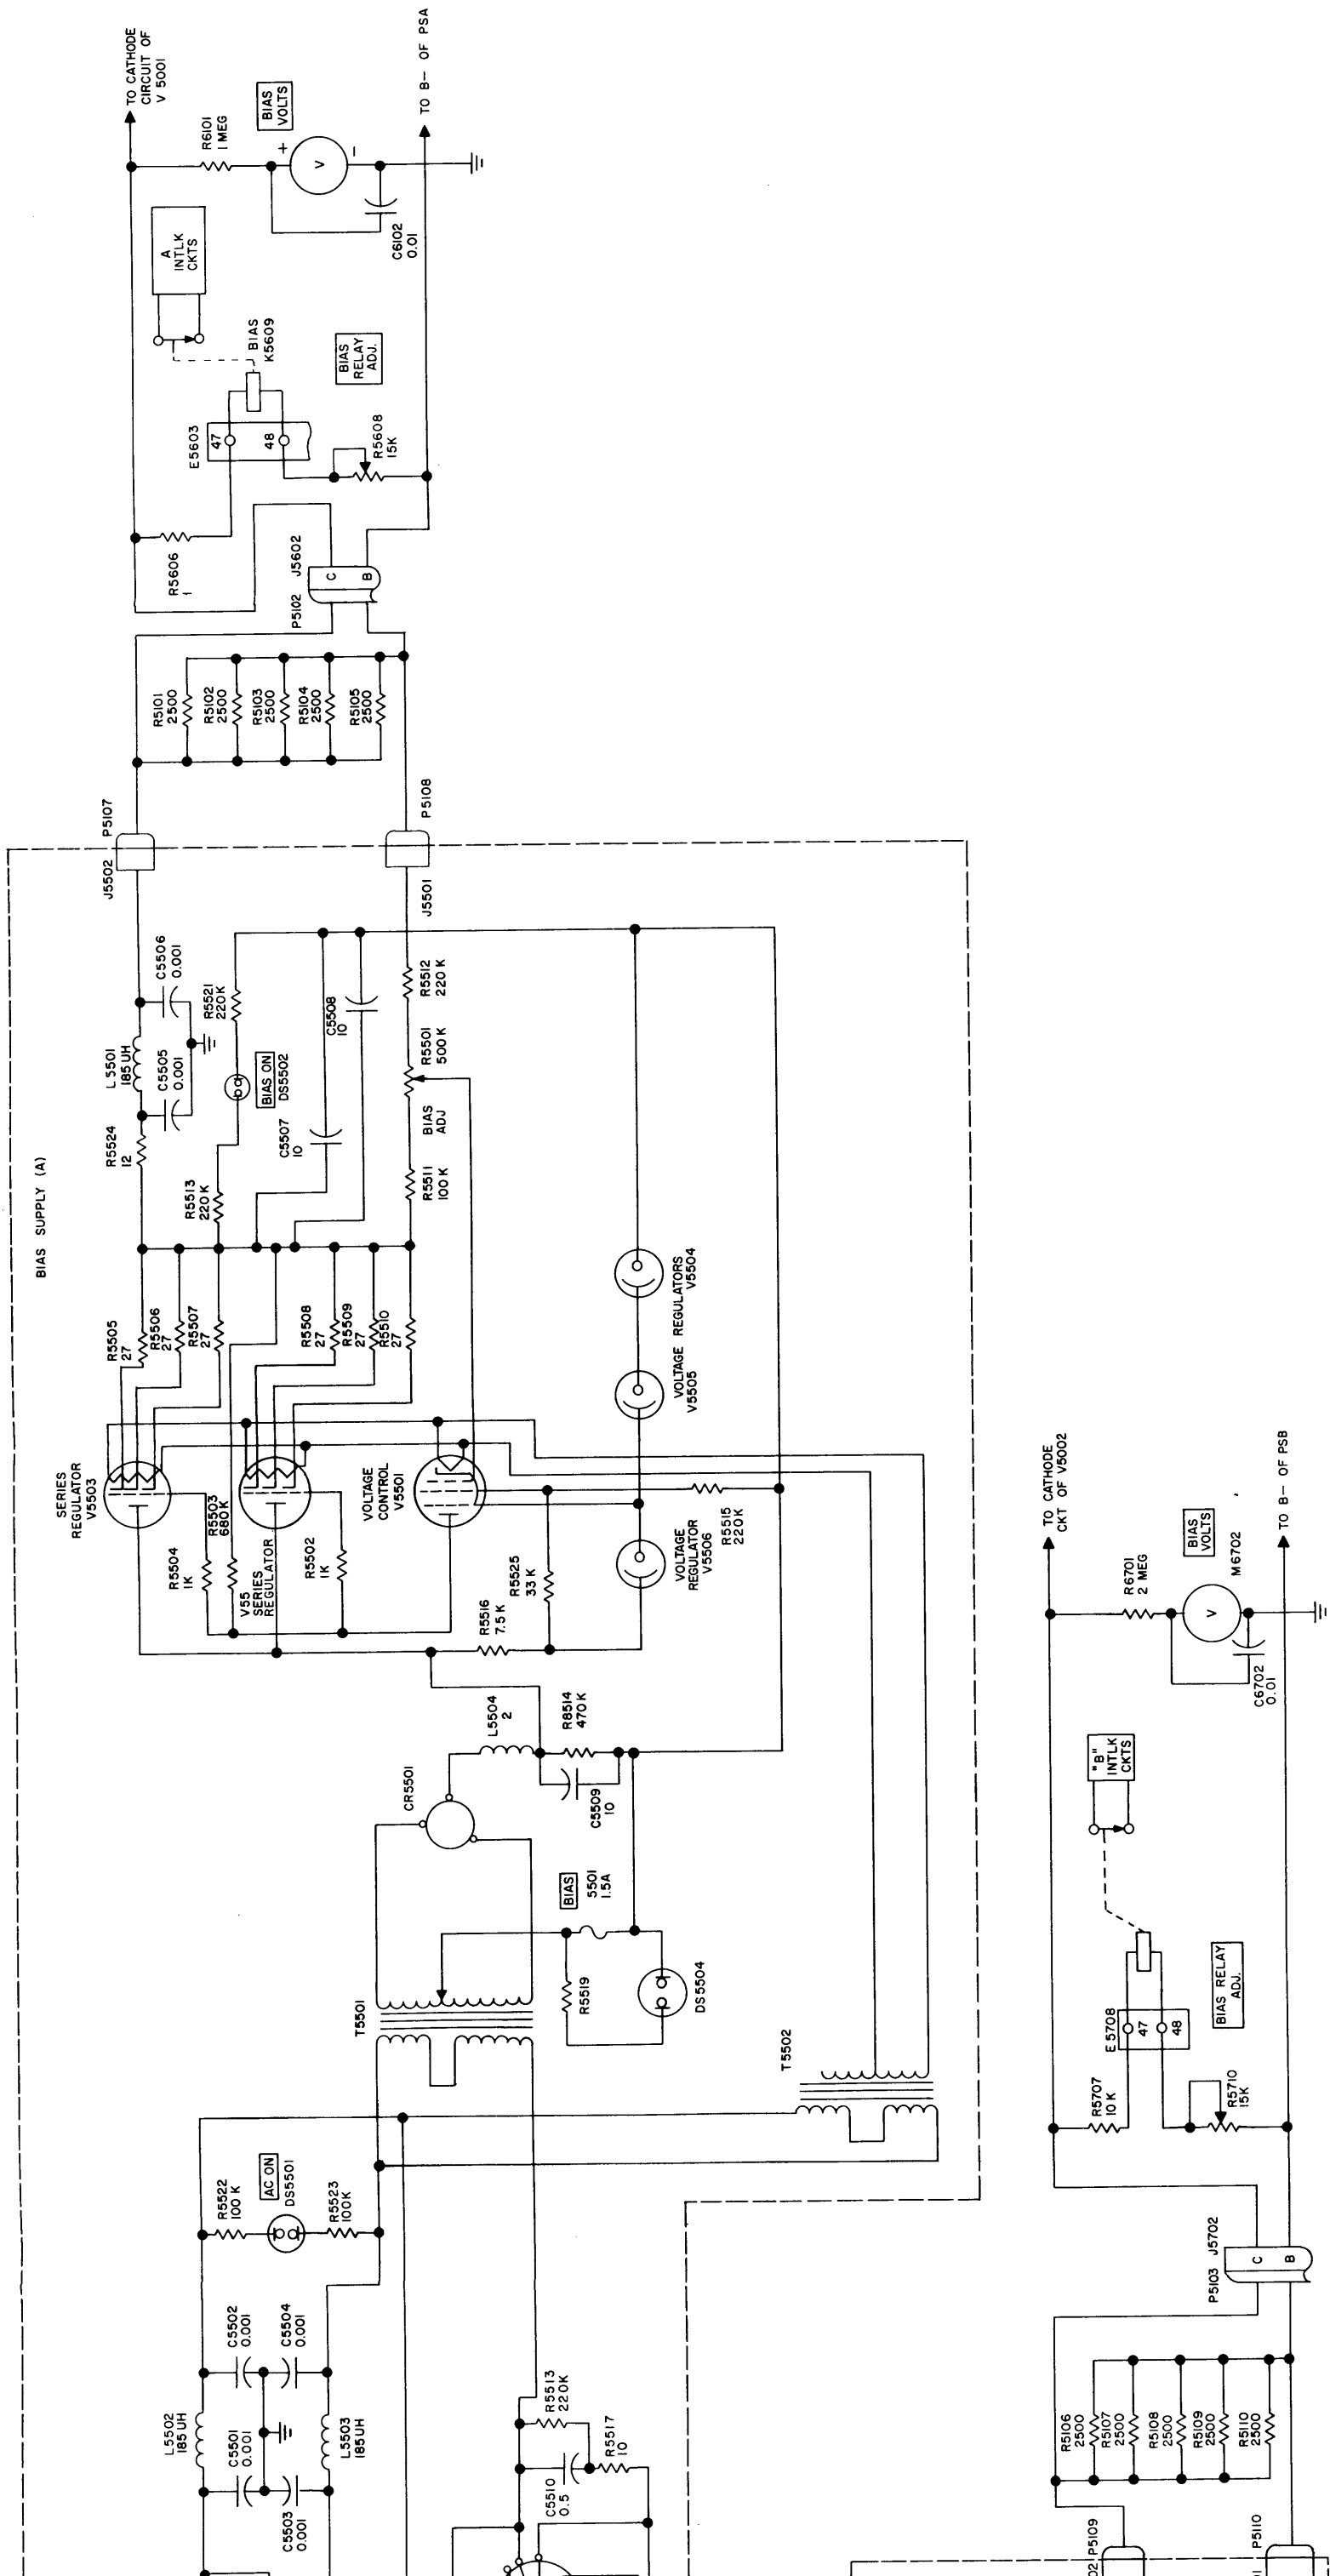 TO CATHODE
CIRCUIT OF
V 5001
TO B- OF PSA
R6101
1 MEG
BIAS
VOLTS
+
V
-
C6102
0.01
A
INTLK
CKTS
BIAS
K5609
BIAS
RELAY
ADJ.
E5603
47
48
R5608
15K
R5606
1
P5102
J5602
C
B
R5101
2500
R5102
2500
R5103
2500
R5104
2500
R5105
2500
P5107
J5502
P5108
J5501
BIAS SUPPLY (A)
C5506
0.001
L5501
185UH
C5505
0.001
R5524
12
R5521
220K
BIAS ON
DS5502
R5513
220K
C5508
10
C5507
10
R5512
220 K
R5501
500 K
BIAS
ADJ
R5511
100 K
R5505
27
R5506
27
R5507
27
R5508
27
R5509
27
R5510
27
VOLTAGE REGULATORS
V5504
V5505
SERIES
REGULATOR
V5503
R5503
680K
R5504
1K
V55
SERIES
REGULATOR
R5502
1K
VOLTAGE
CONTROL
V5501
R5515
220K
VOLTAGE
REGULATOR
V5506
R5525
33 K
R5516
7.5 K
L5504
2
R8514
470 K
C5509
10
CR5501
BIAS
5501
1.5A
R5519
DS5504
T5501
T5502
R5522
100 K
AC ON
DS5501
R5523
100K
C5502
0.001
C5504
0.001
L5502
185 UH
C5501
0.001
L5503
185UH
C5503
0.001
R5513
220K
R5517
10
C5510
0.5
TO CATHODE
CKT OF V5002
TO B- OF PSB
R6701
2 MEG
BIAS
VOLTS
M6702
V
C6702
0.01
"B"
INTLK
CKTS
E5708
47
48
BIAS RELAY
ADJ.
R5707
10 K
R5710
15K
P5103
J5702
C
B
R5106
2500
R5107
2500
R5108
2500
R5109
2500
R5110
2500
P5109
P5110